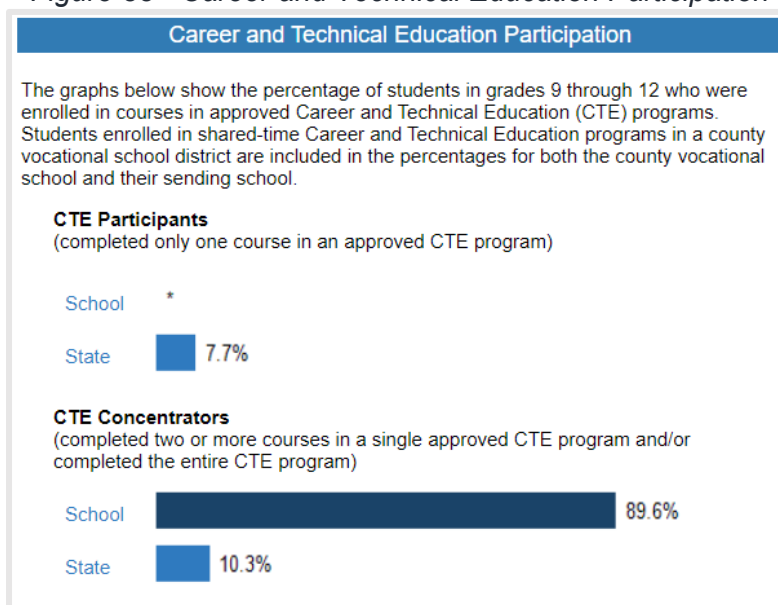 Career and Technical Education Participation
The graphs below show the percentage of students in grades 9 through 12 who were
enrolled in courses in approved Career and Technical Education (CTE) programs.
Students enrolled in shared-time Career and Technical Education programs in a county
vocational school district are included in the percentages for both the county vocational
school and their sending school.
CTE Participants
(completed only one course in an approved CTE program)
School *
State 7.7%
CTE Concentrators
(completed two or more courses in a single approved CTE program and/or
completed the entire CTE program)
School 89.6%
State 10.3%